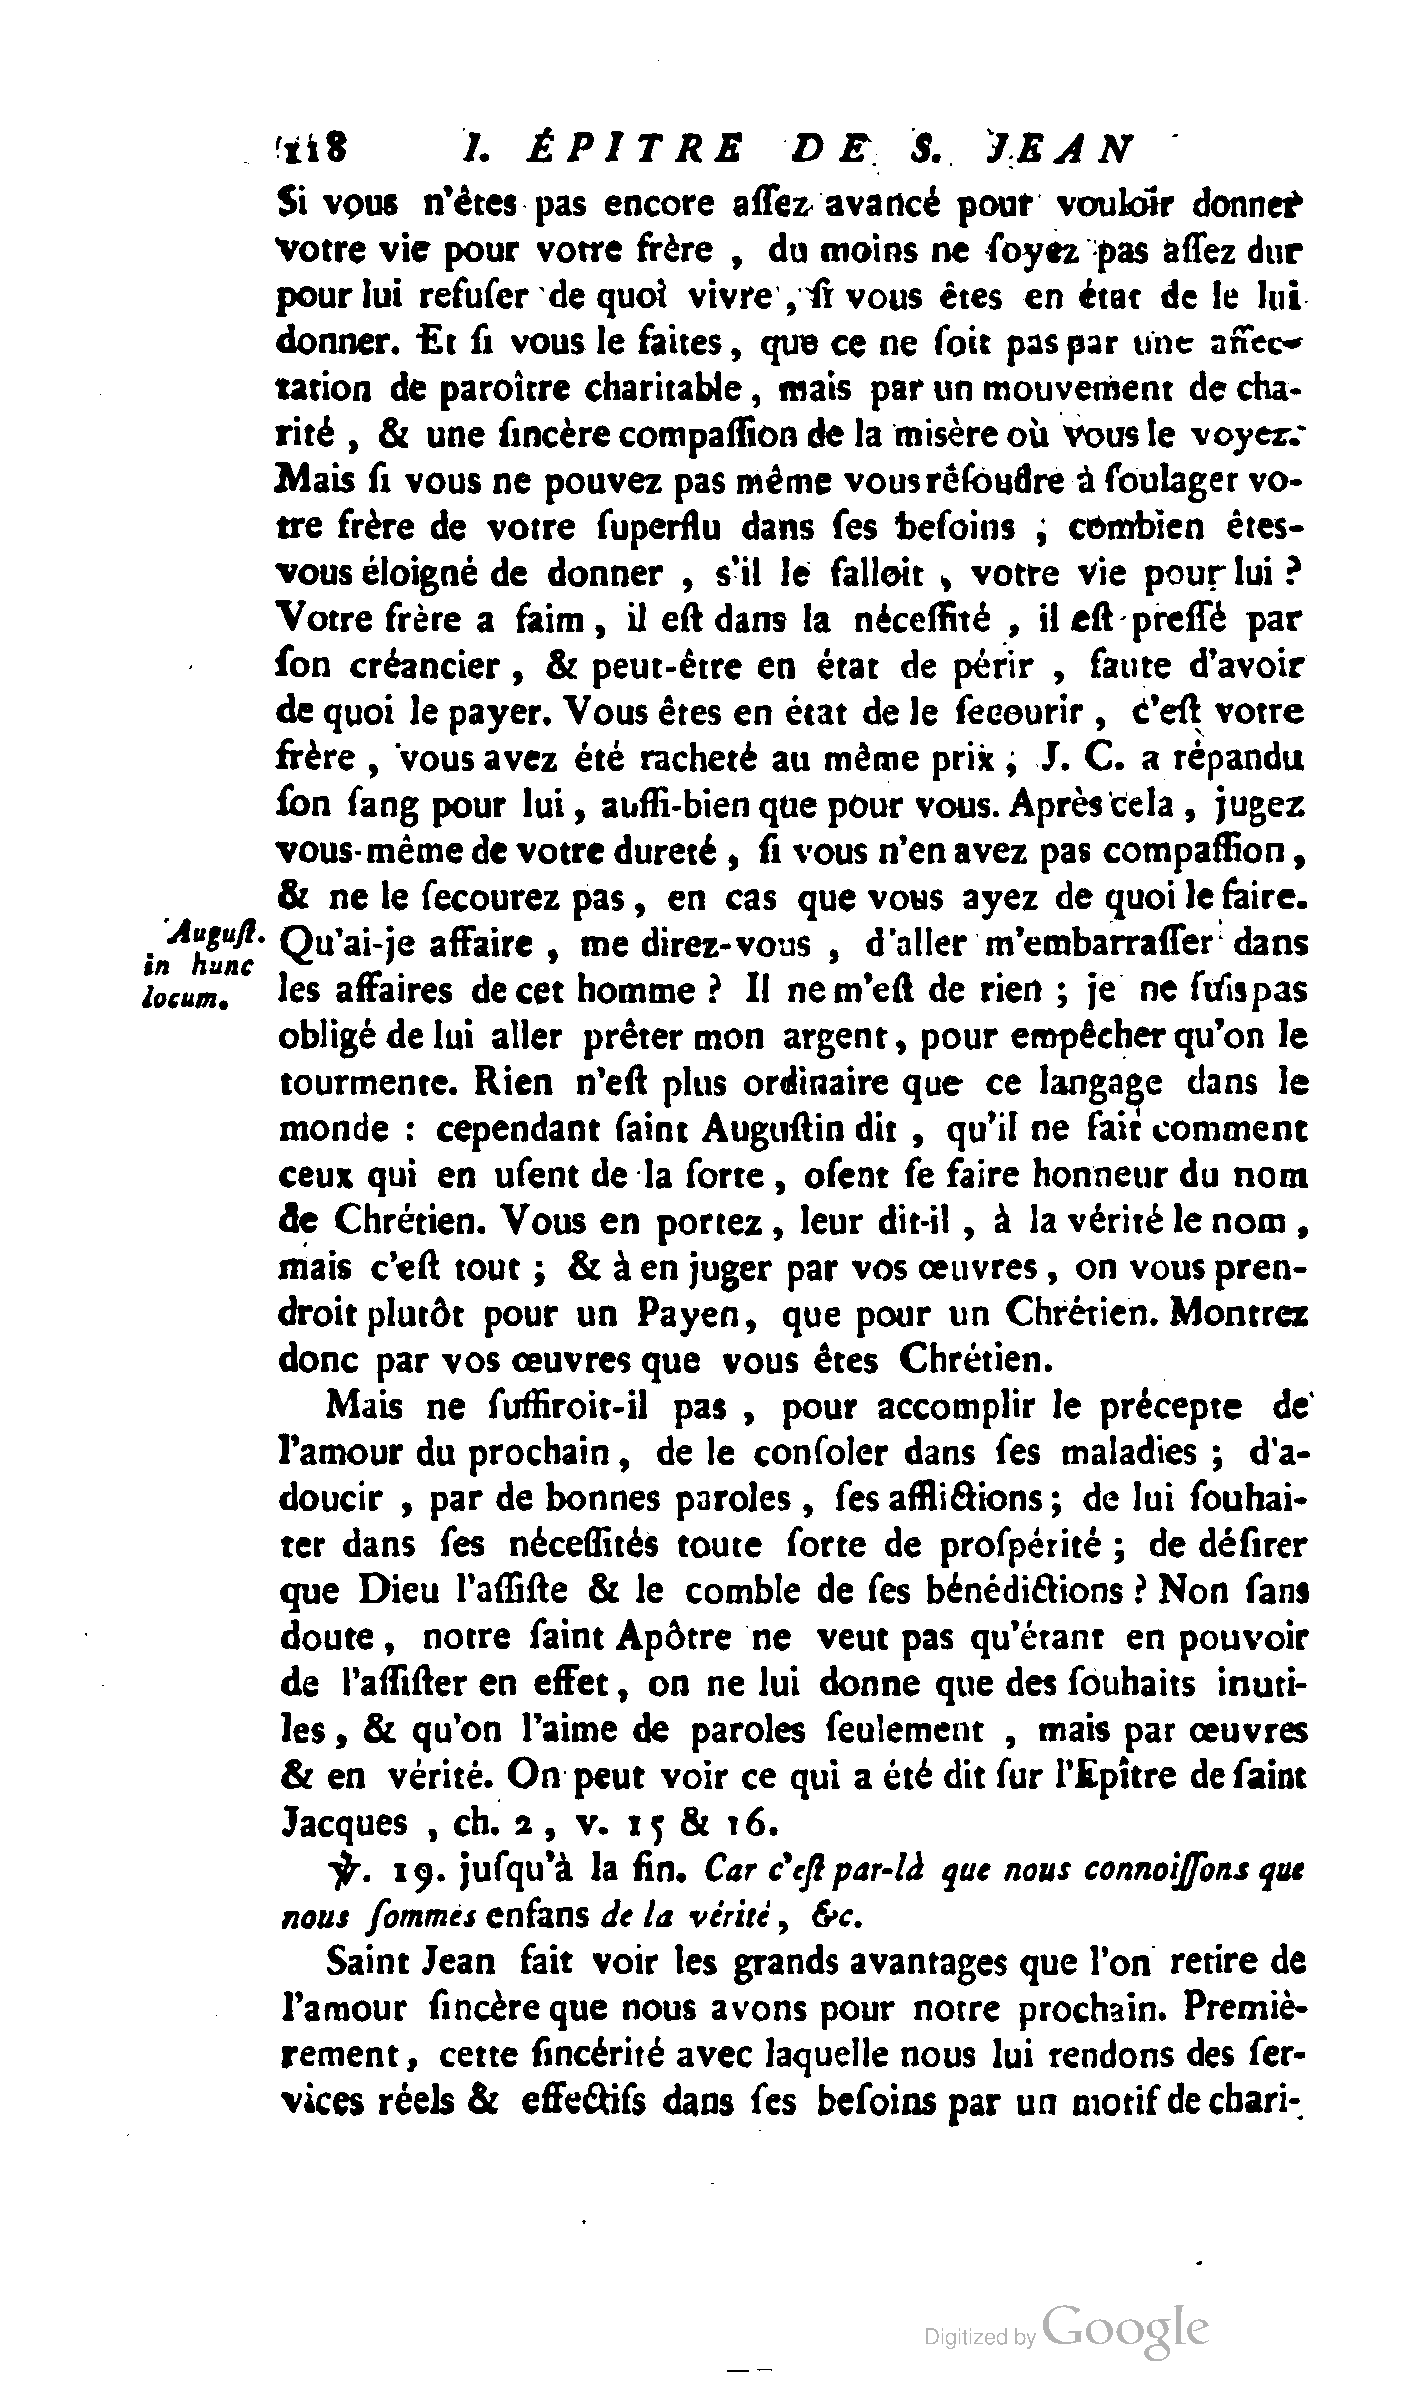 118 I. ÉPITRE DE S. JEAN
Si vous n'êtes pas encore aſſez avancé pour vouloir donner
votre vie pour votre frère , du moins ne ſoyez pas aſſez dur
pour lui refuſer de quoi vivre , ſi vous êtes en état de le lui
donner. Et ſi vous le faites , que ce ne ſoit pas par une affec-
tation de paroître charitable , mais par un mouvement de cha-
rité , & une ſincère compaſſion de la misère où vous le voyez.
Mais ſi vous ne pouvez pas même vous réſoudre à ſoulager vo-
tre frère de votre ſuperflu dans ſes beſoins ; combien êtes-
vous éloigné de donner , s'il le falloit , votre vie pour lui ?
Votre frère a faim , il eſt dans la néceſſité , il eſt preſſé par
ſon créancier , & peut-être en état de périr , faute d'avoir
de quoi le payer. Vous êtes en état de le ſecourir , c'eſt votre
frère , vous avez été racheté au même prix ; J. C. a répandu
ſon ſang pour lui , auſſi-bien que pour vous. Après cela , jugez
vous-même de votre dureté , ſi vous n'en avez pas compaſſion ,
& ne le ſecourez pas , en cas que vous ayez de quoi le faire.
Auguſt.
in hunc
locum.
Qu'ai-je affaire , me direz-vous , d'aller m'embarraſſer dans
les affaires de cet homme ? Il ne m'eſt de rien ; je ne ſuis pas
obligé de lui aller prêter mon argent , pour empêcher qu'on le
tourmente. Rien n'eſt plus ordinaire que ce langage dans le
monde : cependant ſaint Auguſtin dit , qu'il ne ſait comment
ceux qui en uſent de la ſorte , oſent ſe faire honneur du nom
de Chrétien. Vous en portez , leur dit-il , à la vérité le nom ,
mais c'eſt tout ; & à en juger par vos œuvres , on vous pren-
droit plutôt pour un Payen , que pour un Chrétien. Montrez
donc par vos œuvres que vous êtes Chrétien.
Mais ne ſuffiroit-il pas , pour accomplir le précepte de
l'amour du prochain , de le conſoler dans ſes maladies ; d'a-
doucir , par de bonnes paroles , ſes afflictions ; de lui ſouhai-
ter dans ſes néceſſités toute ſorte de proſpérité ; de déſirer
que Dieu l'aſſiſte & le comble de ſes bénédictions ? Non ſans
doute , notre ſaint Apôtre ne veut pas qu'étant en pouvoir
de l'aſſiſter en effet , on ne lui donne que des ſouhaits inuti-
les , & qu'on l'aime de paroles ſeulement , mais par œuvres
& en vérité. On peut voir ce qui a été dit ſur l'Epître de ſaint
Jacques , ch. 2 , v. 15 & 16.
℣. 19. juſqu'à la fin. Car c'eſt par-là que nous connoiſſons que
nous ſommes enfans de la vérité , &c.
Saint Jean fait voir les grands avantages que l'on retire de
l'amour ſincère que nous avons pour notre prochain. Premiè-
rement , cette ſincérité avec laquelle nous lui rendons des ſer-
vices réels & effectifs dans ſes beſoins par un motif de chari-
Digitized by Google